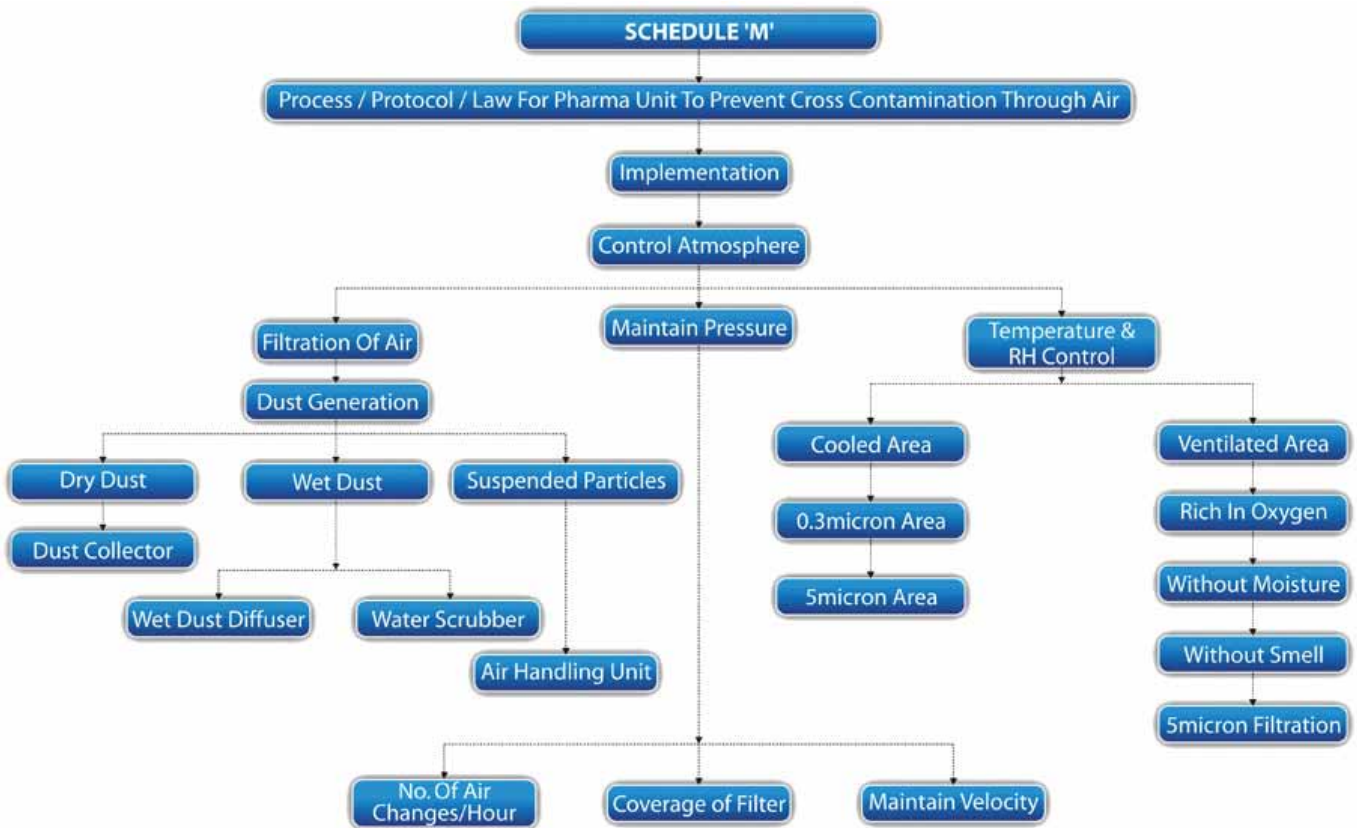 SCHEDULE 'M'
Process / Protocol / Law For Pharma Unit To Prevent Cross Contamination Through Air
Implementation
Control Atmosphere
Filtration Of Air
Maintain Pressure
Temperature &
RH Control
Dust Generation
Cooled Area
Ventilated Area
Dry Dust
Wet Dust
Suspended Particles
0.3micron Area
Rich In Oxygen
Dust Collector
5micron Area
Without Moisture
Wet Dust Diffuser
Water Scrubber
Without Smell
Air Handling Unit
5micron Filtration
No. Of Air
Changes/Hour
Coverage of Filter
Maintain Velocity